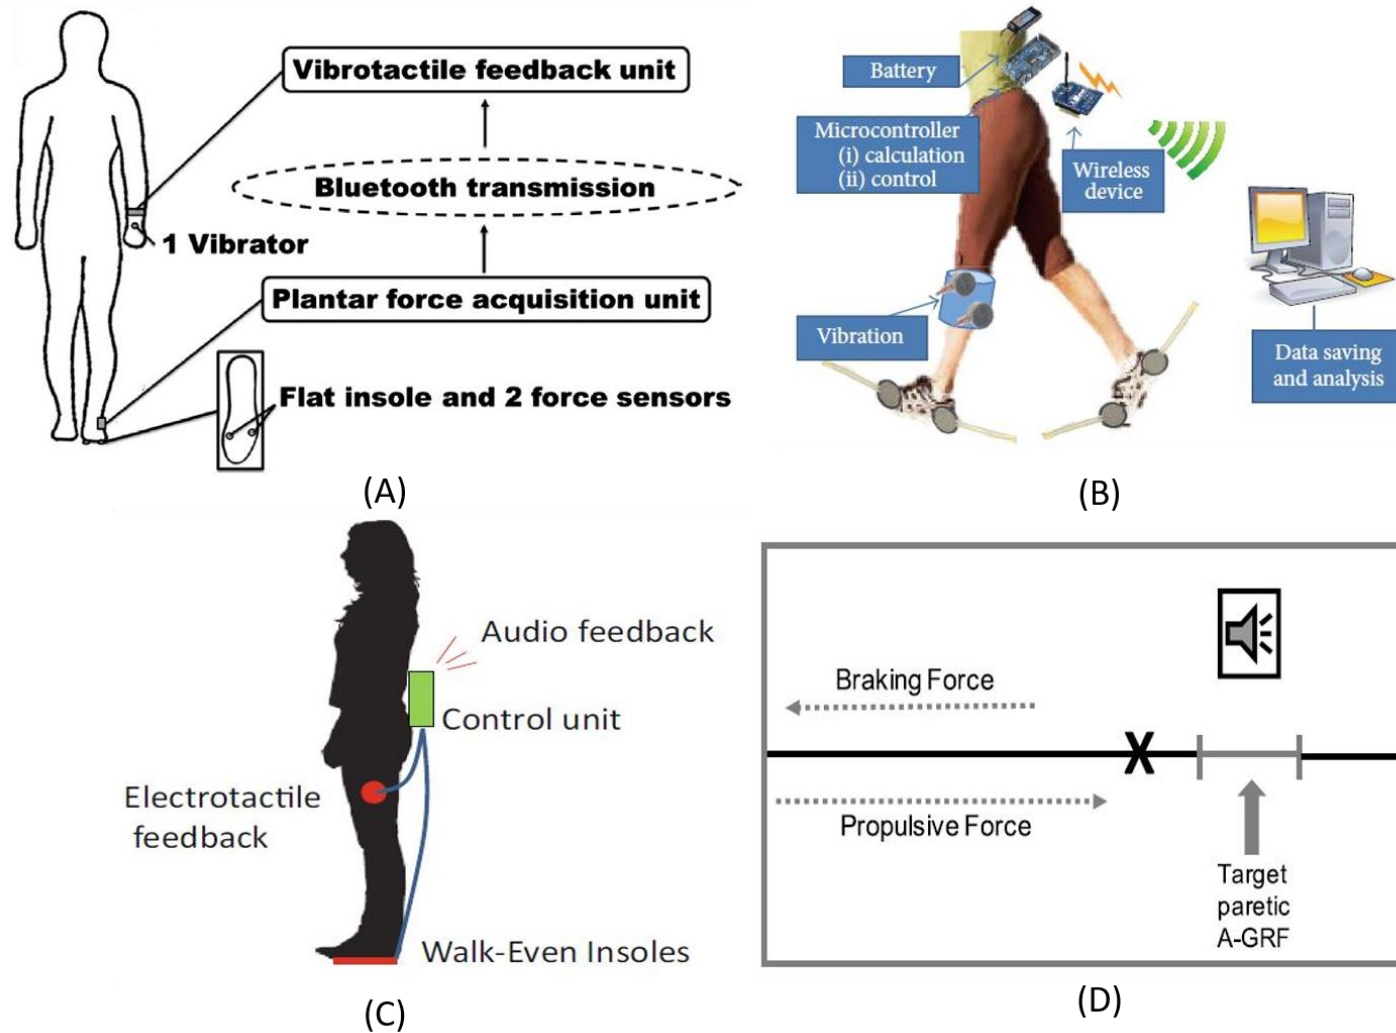 Vibrotactile feedback unit
Bluetooth transmission
1 Vibrator
Plantar force acquisition unit
Flat insole and 2 force sensors
(A)
Battery
Microcontroller
(i) calculation
(ii) control
Wireless
device
Vibration
Data saving
and analysis
(B)
Audio feedback
Control unit
Electrotactile
feedback
Walk-Even Insoles
(C)
Braking Force
X
Propulsive Force
Target
paretic
A-GRF
(D)